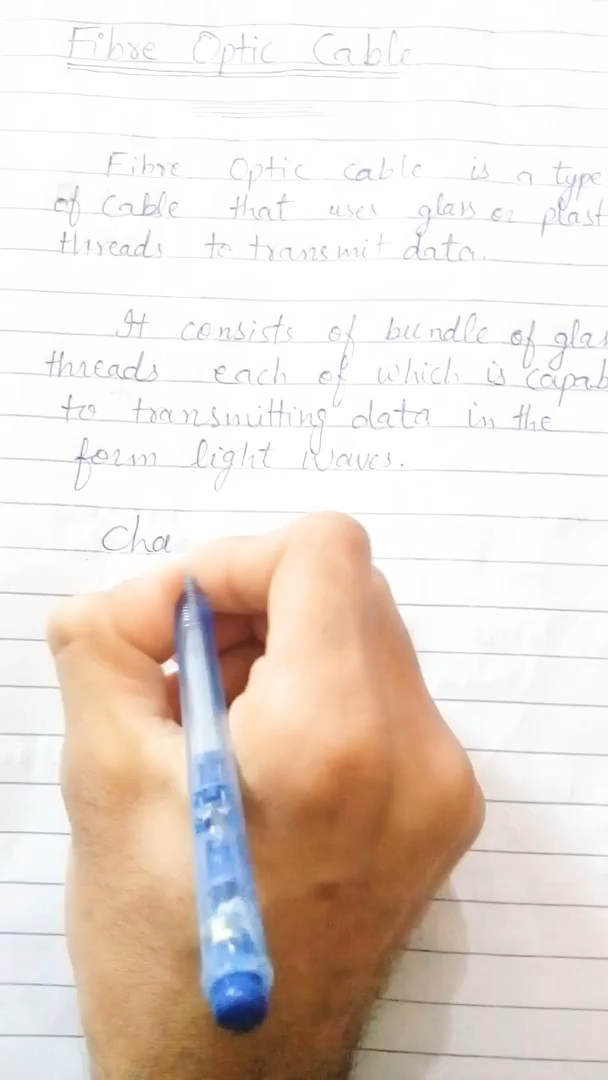 Fibre Optic Cable
Fibre Optic cable is a type
of Cable that uses glass or plast
threads to transmit data.
It consists of bundle of glas
threads each of which is capab
to transmitting data in the
form light waves.
Cha